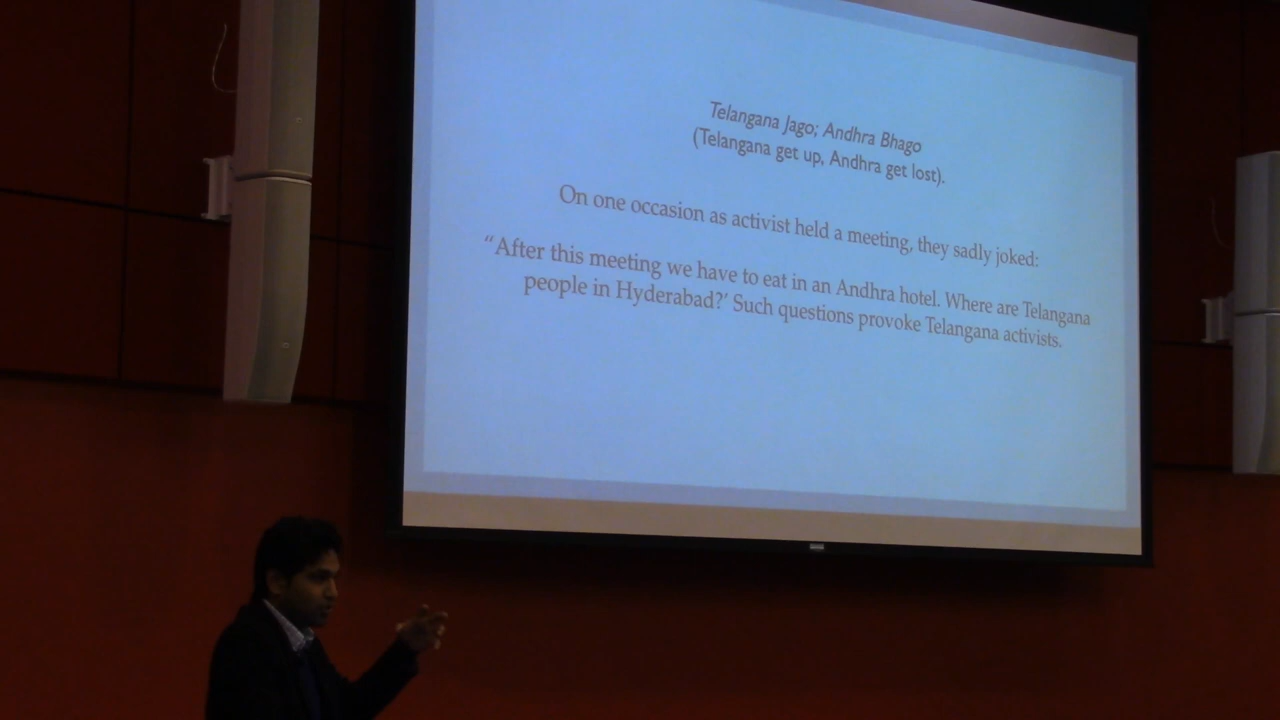 Telangana Jago; Andhra Bhago
(Telangana get up, Andhra get lost).
On one occasion as activist held a meeting, they sadly joked:
“After this meeting we have to eat in an Andhra hotel. Where are Telangana
people in Hyderabad?’ Such questions provoke Telangana activists.